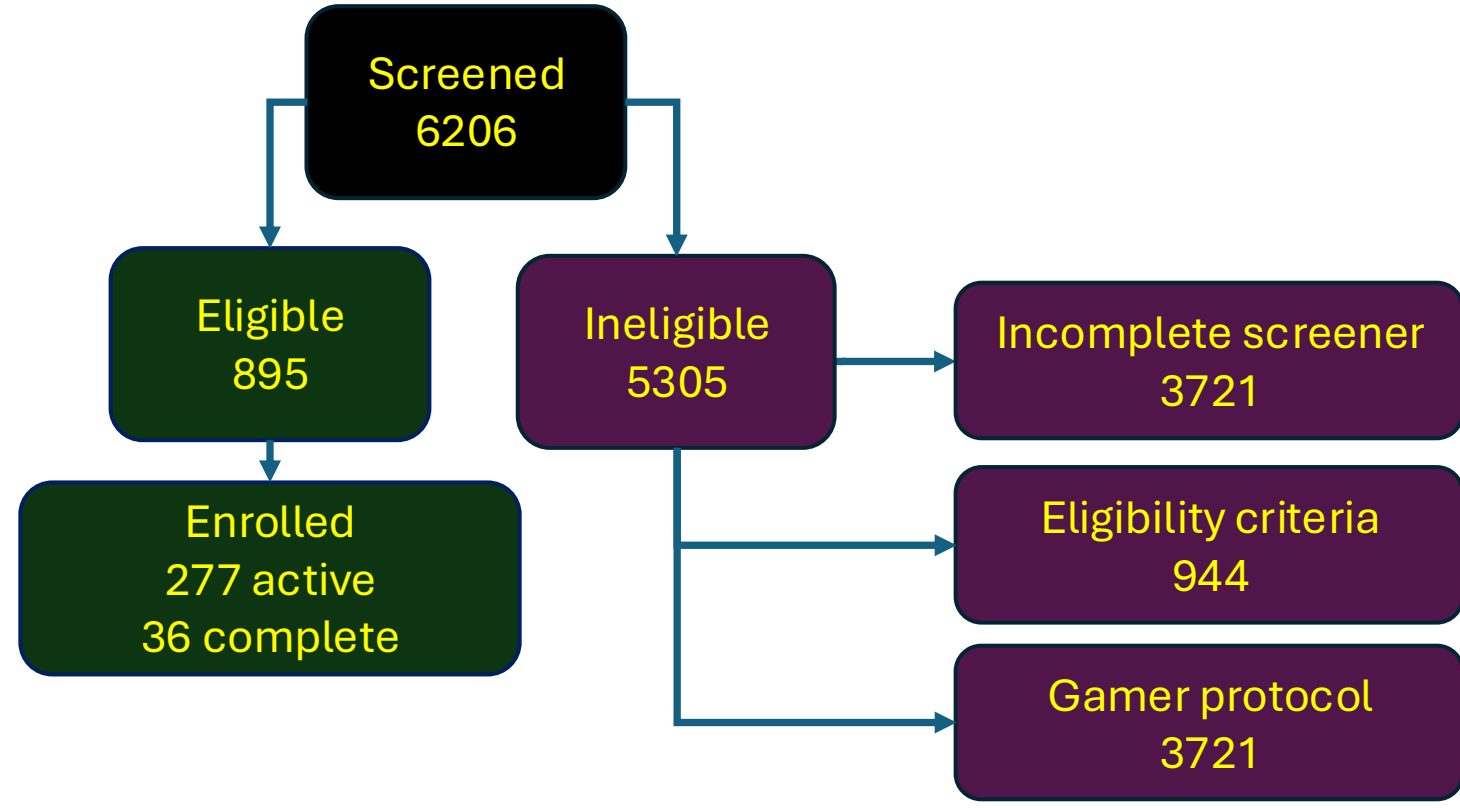 Screened
6206
Eligible
895
Ineligible
5305
Incomplete screener
3721
Enrolled
277 active
36 complete
Eligibility criteria
944
Gamer protocol
3721